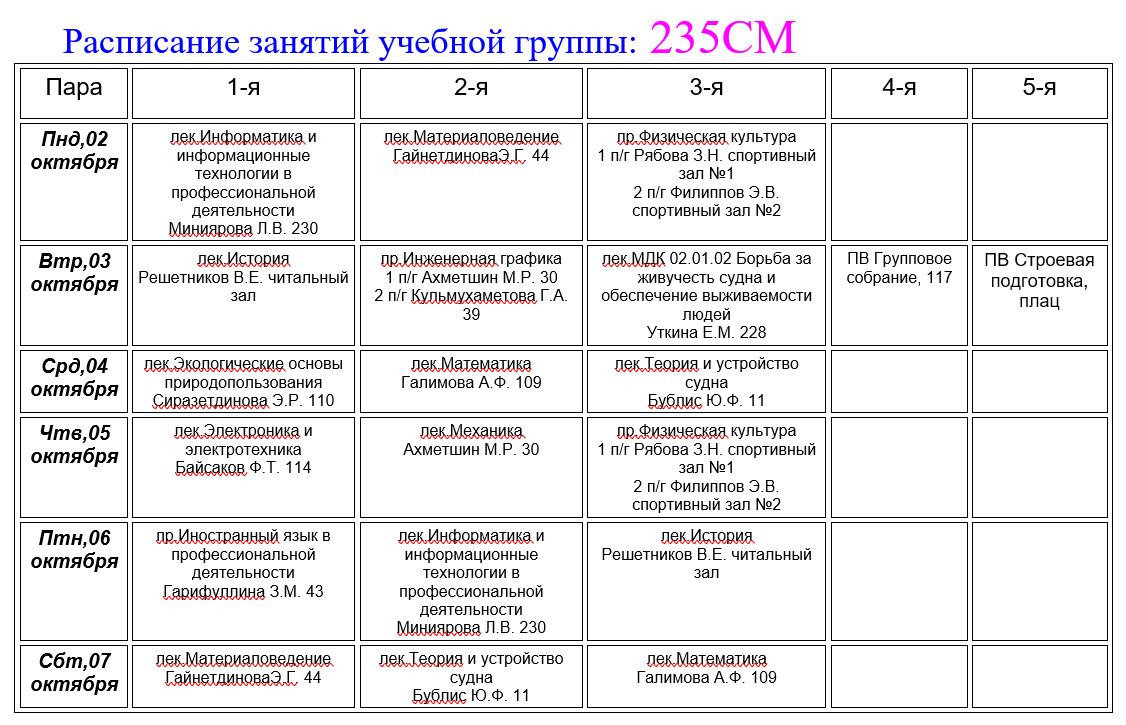 Расписание занятий учебной группы: 235СМ
Пара
1-я
2-я
3-я
4-я
5-я
Пнд,02
октября
лек.Информатика и
информационные
технологии в
профессиональной
деятельности
Миниярова Л.В. 230
лек.Материаловедение
ГайнетдиноваЭ.Г. 44
пр.Физическая культура
1 п/г Рябова З.Н. спортивный
зал №1
2 п/г Филиппов Э.В.
спортивный зал №2
Втр,03
октября
лек.История
Решетников В.Е. читальный
зал
пр.Инженерная графика
1 п/г Ахметшин М.Р. 30
2 п/г Кульмухаметова Г.А.
39
лек.МДК 02.01.02 Борьба за
живучесть судна и
обеспечение выживаемости
людей
Уткина Е.М. 228
ПВ Групповое
собрание, 117
ПВ Строевая
подготовка,
плац
Срд,04
октября
лек.Экологические основы
природопользования
Сиразетдинова Э.Р. 110
лек.Математика
Галимова А.Ф. 109
лек.Теория и устройство
судна
Бублис Ю.Ф. 11
Чтв,05
октября
лек.Электроника и
электротехника
Байсаков Ф.Т. 114
лек.Механика
Ахметшин М.Р. 30
пр.Физическая культура
1 п/г Рябова З.Н. спортивный
зал №1
2 п/г Филиппов Э.В.
спортивный зал №2
Птн,06
октября
пр.Иностранный язык в
профессиональной
деятельности
Гарифуллина З.М. 43
лек.Информатика и
информационные
технологии в
профессиональной
деятельности
Миниярова Л.В. 230
лек.История
Решетников В.Е. читальный
зал
Сбт,07
октября
лек.Материаловедение
ГайнетдиноваЭ.Г. 44
лек.Теория и устройство
судна
Бублис Ю.Ф. 11
лек.Математика
Галимова А.Ф. 109